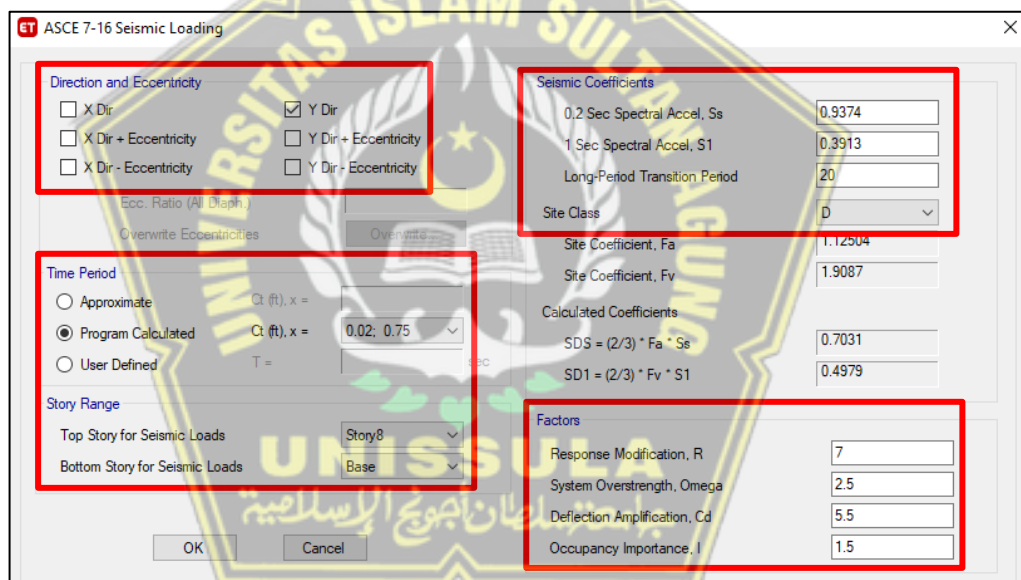 ET ASCE 7-16 Seismic Loading
Direction and Eccentricity
X Dir
Y Dir
X Dir + Eccentricity
Y Dir + Eccentricity
X Dir - Eccentricity
Y Dir - Eccentricity
Ecc. Ratio (All Diaph.)
Overwrite Eccentricities
Overwrite...
Time Period
Approximate
Ct (ft), x =
Program Calculated
Ct (ft), x =
0.02; 0.75
User Defined
T =
sec
Story Range
Top Story for Seismic Loads
Story8
Bottom Story for Seismic Loads
Base
OK
Cancel
Seismic Coefficients
0.2 Sec Spectral Accel, Ss
0.9374
1 Sec Spectral Accel, S1
0.3913
Long-Period Transition Period
20
Site Class
D
Site Coefficient, Fa
1.12504
Site Coefficient, Fv
1.9087
Calculated Coefficients
SDS = (2/3) * Fa * Ss
0.7031
SD1 = (2/3) * Fv * S1
0.4979
Factors
Response Modification, R
7
System Overstrength, Omega
2.5
Deflection Amplification, Cd
5.5
Occupancy Importance, I
1.5
UNIVERSITAS ISLAM SULTAN AGUNG
UNISSULA
جامعة سلطان أجونج الإسلامية